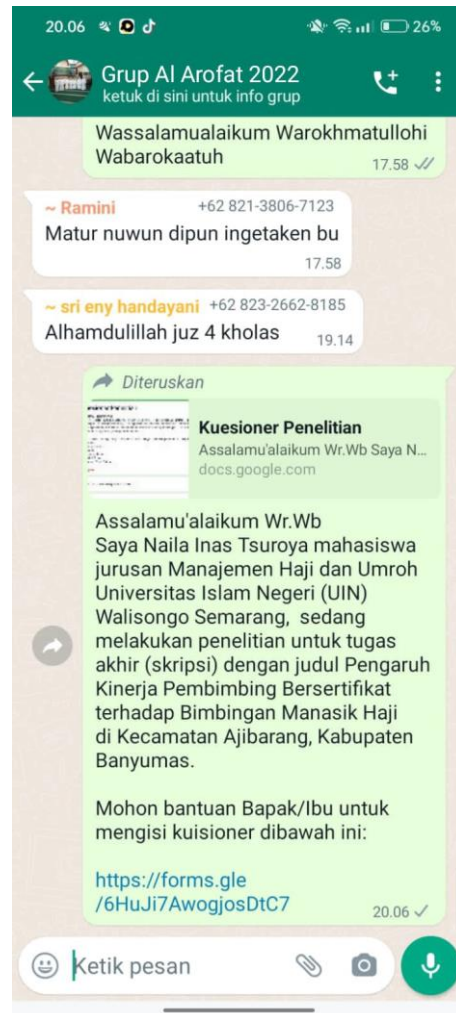 20.06 26%
Grup Al Arofat 2022
ketuk di sini untuk info grup
Wassalamualaikum Warokhmatullohi
Wabarokaatuh
17.58
~ Ramini +62 821-3806-7123
Matur nuwun dipun ingetaken bu
17.58
~ sri eny handayani +62 823-2662-8185
Alhamdulillah juz 4 kholas 19.14
Diteruskan
Kuesioner Penelitian
Assalamu'alaikum Wr.Wb Saya N...
docs.google.com
Assalamu'alaikum Wr.Wb
Saya Naila Inas Tsuroya mahasiswa
jurusan Manajemen Haji dan Umroh
Universitas Islam Negeri (UIN)
Walisongo Semarang, sedang
melakukan penelitian untuk tugas
akhir (skripsi) dengan judul Pengaruh
Kinerja Pembimbing Bersertifikat
terhadap Bimbingan Manasik Haji
di Kecamatan Ajibarang, Kabupaten
Banyumas.
Mohon bantuan Bapak/Ibu untuk
mengisi kuisioner dibawah ini:
https://forms.gle
/6HuJi7AwogjosDtC7
20.06
Ketik pesan